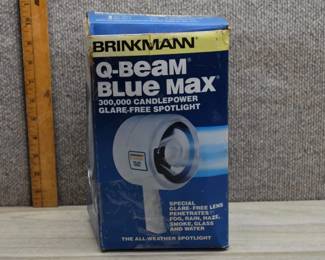 BRINKMANN®
Q-BEAM®
BLUE MAX®
300,000 CANDLEPOWER
GLARE-FREE SPOTLIGHT
SPECIAL
GLARE-FREE LENS
PENETRATES
FOG, RAIN, HAZE,
SMOKE, GLASS
AND WATER
THE ALL-WEATHER SPOTLIGHT